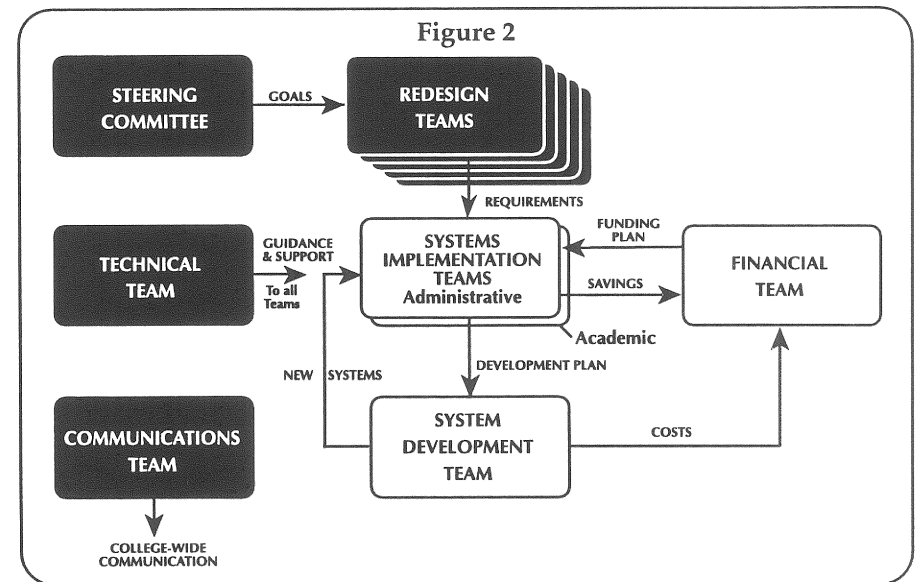 Figure 2
STEERING
COMMITTEE
GOALS
REDESIGN
TEAMS
REQUIREMENTS
TECHNICAL
TEAM
GUIDANCE
& SUPPORT
To all
Teams
SYSTEMS
IMPLEMENTATION
TEAMS
Administrative
Academic
FUNDING
PLAN
SAVINGS
FINANCIAL
TEAM
NEW SYSTEMS
DEVELOPMENT PLAN
COMMUNICATIONS
TEAM
SYSTEM
DEVELOPMENT
TEAM
COSTS
COLLEGE-WIDE
COMMUNICATION